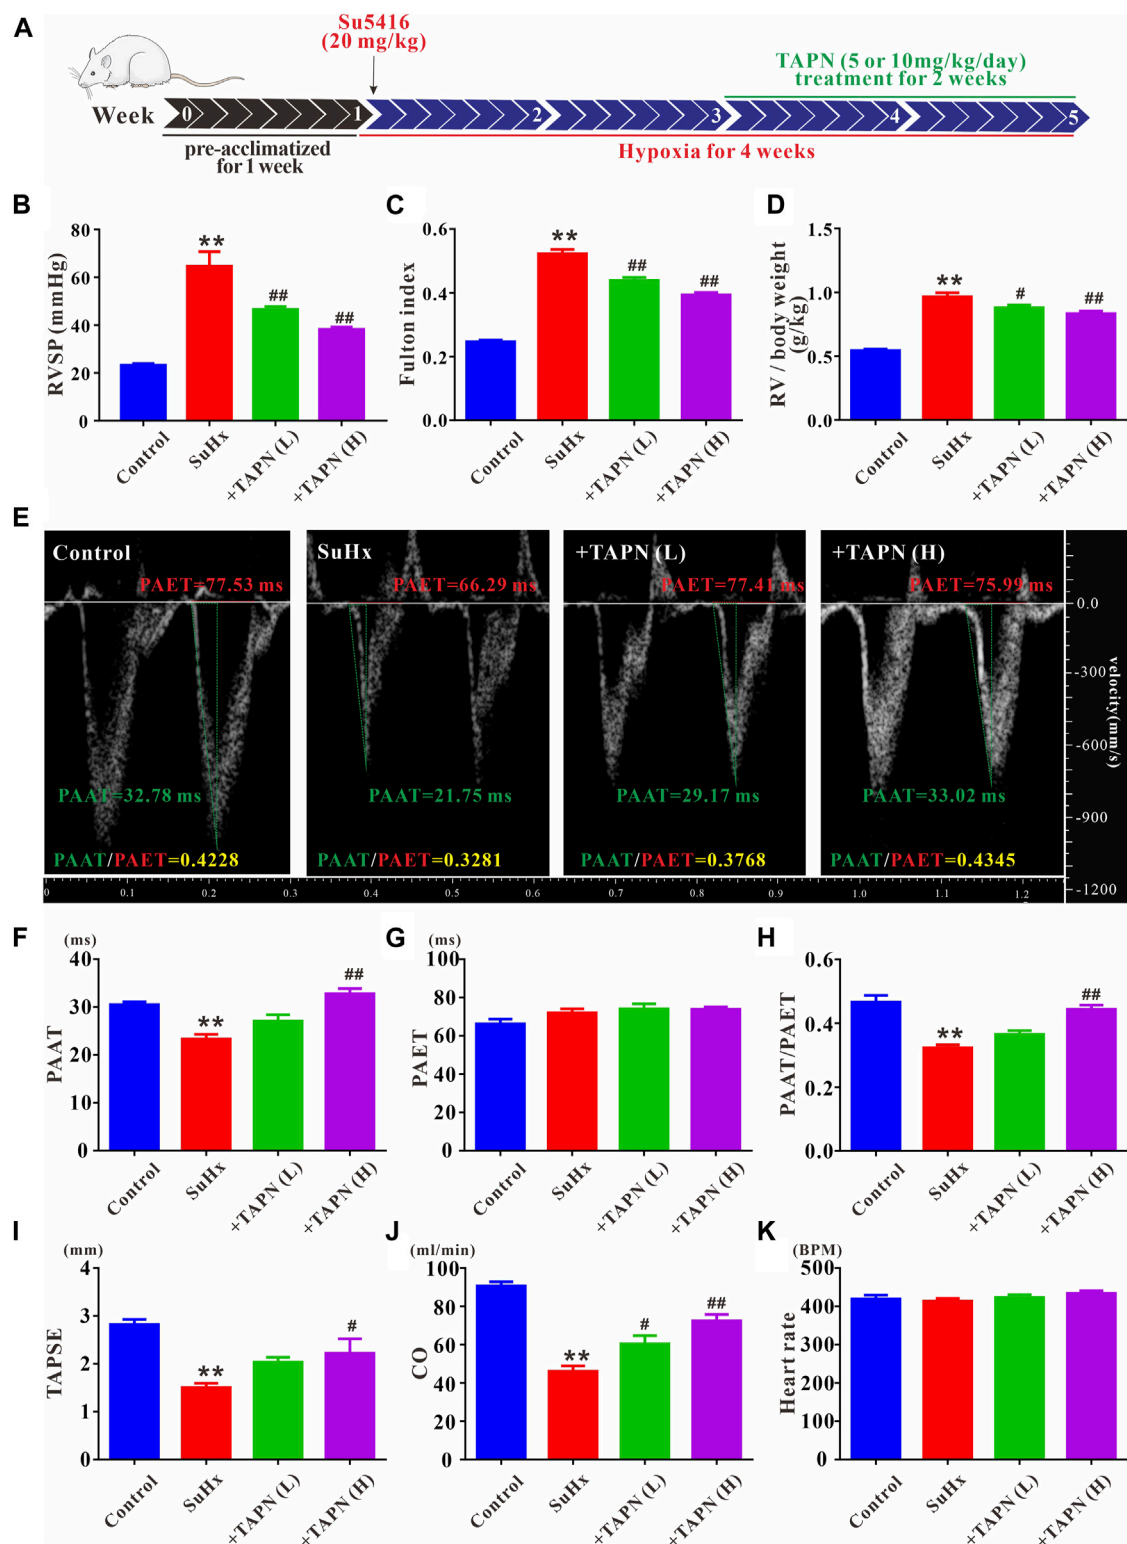 A
Su5416
(20 mg/kg)
TAPN (5 or 10mg/kg/day)
treatment for 2 weeks
Week 0 1 2 3 4 5
pre-acclimatized
for 1 week
Hypoxia for 4 weeks
B
RVSP (mmHg)
80
60
40
20
0
** ## ##
Control SuHx +TAPN (L) +TAPN (H)
C
Fulton index
0.6
0.4
0.2
0.0
** ## ##
Control SuHx +TAPN (L) +TAPN (H)
D
RV / body weight
(g/kg)
1.5
1.0
0.5
0.0
** # ##
Control SuHx +TAPN (L) +TAPN (H)
E
Control
PAET=77.53 ms
PAAT=32.78 ms
PAAT/PAET=0.4228
SuHx
PAET=66.29 ms
PAAT=21.75 ms
PAAT/PAET=0.3281
+TAPN (L)
PAET=77.41 ms
PAAT=29.17 ms
PAAT/PAET=0.3768
+TAPN (H)
PAET=75.99 ms
PAAT=33.02 ms
PAAT/PAET=0.4345
0.0
-300
-600
-900
-1200
velocity(mm/s)
0 0.1 0.2 0.3 0.4 0.5 0.6 0.7 0.8 0.9 1.0 1.1 1.2
F
(ms)
PAAT
40
30
20
10
0
** ##
Control SuHx +TAPN (L) +TAPN (H)
G
(ms)
PAET
100
80
60
40
20
0
Control SuHx +TAPN (L) +TAPN (H)
H
PAAT/PAET
0.6
0.4
0.2
0.0
** ##
Control SuHx +TAPN (L) +TAPN (H)
I
(mm)
TAPSE
4
3
2
1
0
** #
Control SuHx +TAPN (L) +TAPN (H)
J
(ml/min)
CO
100
80
60
40
20
0
** # ##
Control SuHx +TAPN (L) +TAPN (H)
K
(BPM)
Heart rate
500
400
300
200
100
0
Control SuHx +TAPN (L) +TAPN (H)